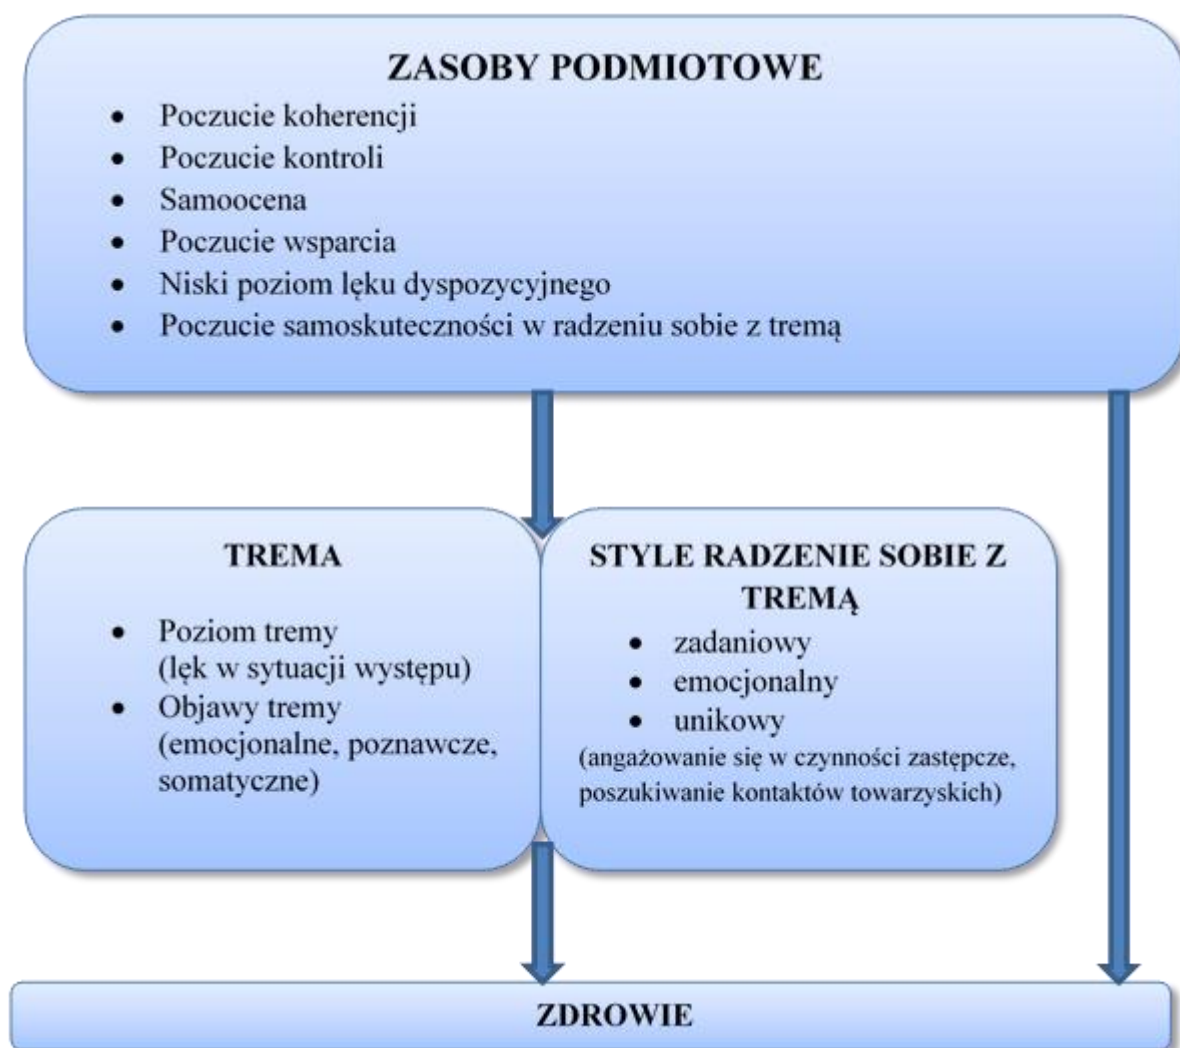 ZASOBY PODMIOTOWE
• Poczucie koherencji
• Poczucie kontroli
• Samoocena
• Poczucie wsparcia
• Niski poziom lęku dyspozycyjnego
• Poczucie samoskuteczności w radzeniu sobie z tremą
TREMA
• Poziom tremy
(lęk w sytuacji występu)
• Objawy tremy
(emocjonalne, poznawcze,
somatyczne)
STYLE RADZENIE SOBIE Z
TREMĄ
• zadaniowy
• emocjonalny
• unikowy
(angażowanie się w czynności zastępcze,
poszukiwanie kontaktów towarzyskich)
ZDROWIE